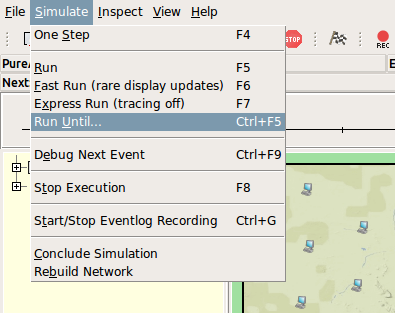 File Simulate Inspect View Help
One Step F4
STOP
REC
PureA
E
Run F5
Next
Fast Run (rare display updates) F6
Express Run (tracing off) F7
Run Until... Ctrl+F5
Debug Next Event Ctrl+F9
Stop Execution F8
Start/Stop Eventlog Recording Ctrl+G
Conclude Simulation
Rebuild Network